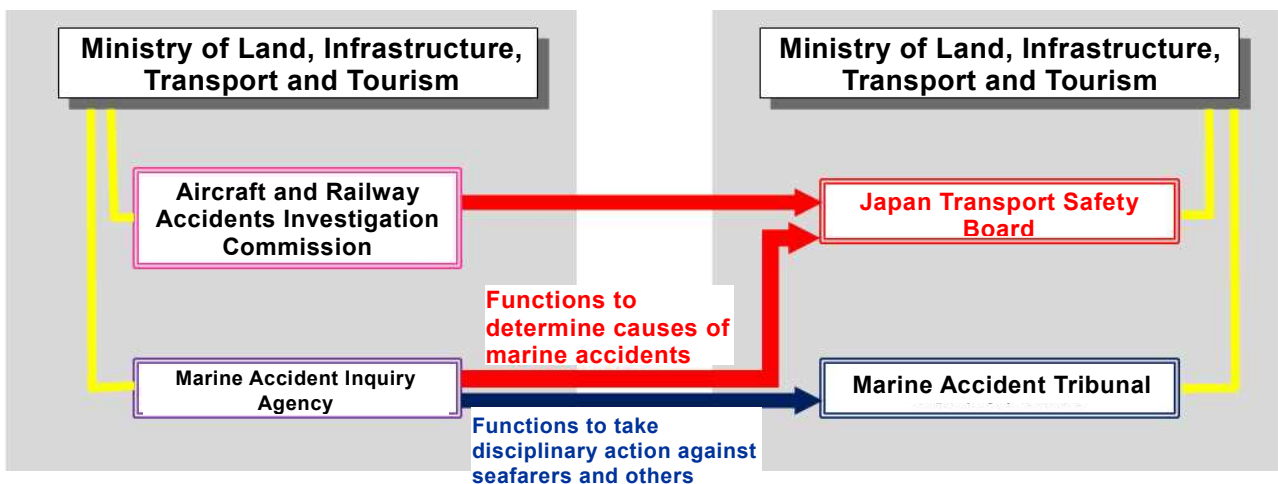 Ministry of Land, Infrastructure,
Transport and Tourism
Ministry of Land, Infrastructure,
Transport and Tourism
Aircraft and Railway
Accidents Investigation
Commission
Japan Transport Safety
Board
Functions to
determine causes of
marine accidents
Marine Accident Inquiry
Agency
Marine Accident Tribunal
Functions to take
disciplinary action against
seafarers and others